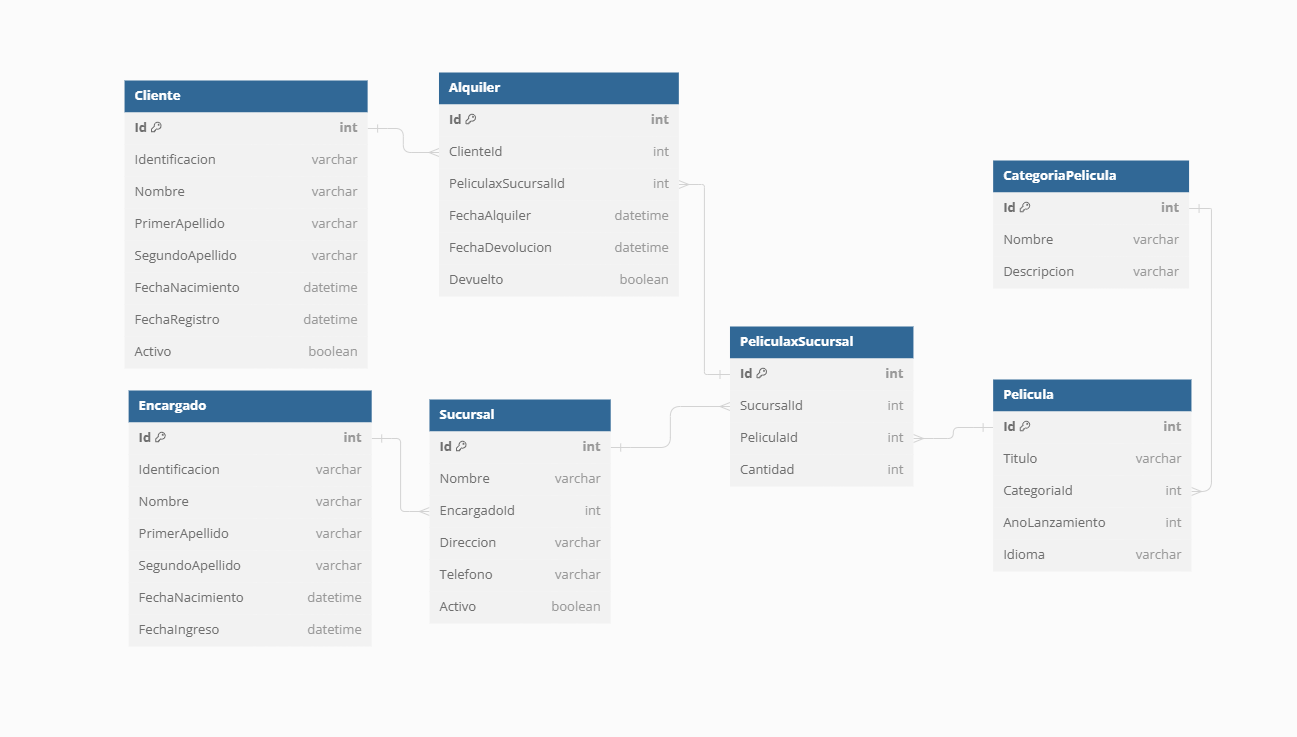 Cliente
Id int
Identificacion varchar
Nombre varchar
PrimerApellido varchar
SegundoApellido varchar
FechaNacimiento datetime
FechaRegistro datetime
Activo boolean
Alquiler
Id int
ClienteId int
PeliculaxSucursalId int
FechaAlquiler datetime
FechaDevolucion datetime
Devuelto boolean
CategoriaPelicula
Id int
Nombre varchar
Descripcion varchar
PeliculaxSucursal
Id int
SucursalId int
PeliculaId int
Cantidad int
Pelicula
Id int
Titulo varchar
CategoriaId int
AnoLanzamiento int
Idioma varchar
Encargado
Id int
Identificacion varchar
Nombre varchar
PrimerApellido varchar
SegundoApellido varchar
FechaNacimiento datetime
FechaIngreso datetime
Sucursal
Id int
Nombre varchar
EncargadoId int
Direccion varchar
Telefono varchar
Activo boolean